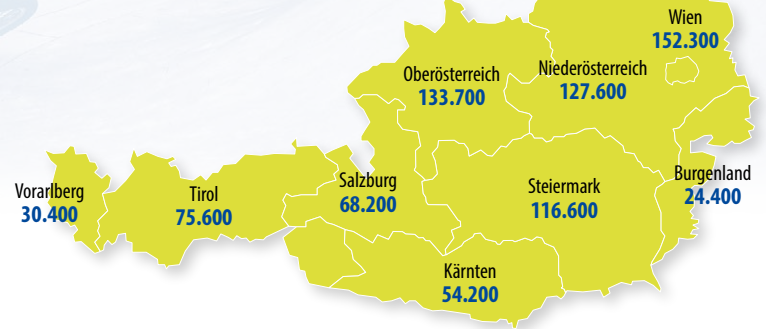 Wien
152.300
Oberösterreich
133.700
Niederösterreich
127.600
Vorarlberg
30.400
Tirol
75.600
Salzburg
68.200
Steiermark
116.600
Burgenland
24.400
Kärnten
54.200